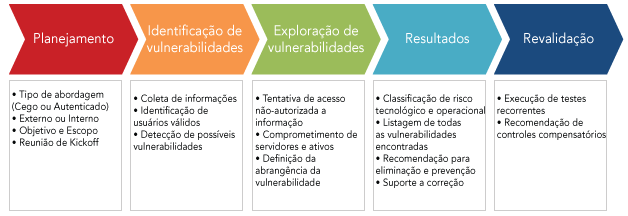 Planejamento
Identificação de
vulnerabilidades
Exploração de
vulnerabilidades
Resultados
Revalidação
• Tipo de abordagem
(Cego ou Autenticado)
• Externo ou Interno
• Objetivo e Escopo
• Reunião de Kickoff
• Coleta de informações
• Identificação de
usuários válidos
• Detecção de possíveis
vulnerabilidades
• Tentativa de acesso
não-autorizada a
informação
• Comprometimento de
servidores e ativos
• Definição da
abrangência da
vulnerabilidade
• Classificação de risco
tecnológico e operacional
• Listagem de todas
as vulnerabilidades
encontradas
• Recomendação para
eliminação e prevenção
• Suporte a correção
• Execução de testes
recorrentes
• Recomendação de
controles compensatórios